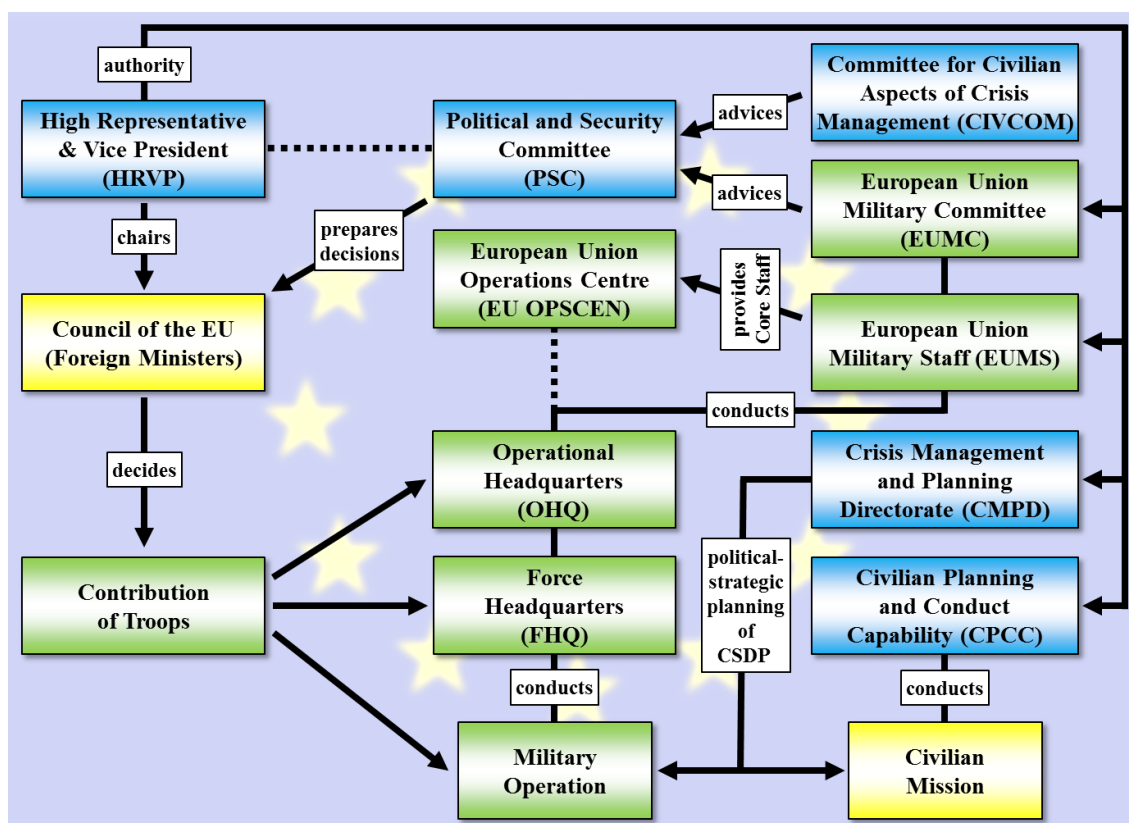 authority
High Representative
& Vice President
(HRVP)
Political and Security
Committee
(PSC)
advices
Committee for Civilian
Aspects of Crisis
Management (CIVCOM)
advices
European Union
Military Committee
(EUMC)
chairs
prepares
decisions
European Union
Operations Centre
(EU OPSCEN)
provides
Core Staff
European Union
Military Staff (EUMS)
Council of the EU
(Foreign Ministers)
conducts
decides
Operational
Headquarters
(OHQ)
Crisis Management
and Planning
Directorate (CMPD)
Contribution
of Troops
Force
Headquarters
(FHQ)
political-
strategic
planning
of
CSDP
Civilian Planning
and Conduct
Capability (CPCC)
conducts
conducts
Military
Operation
Civilian
Mission